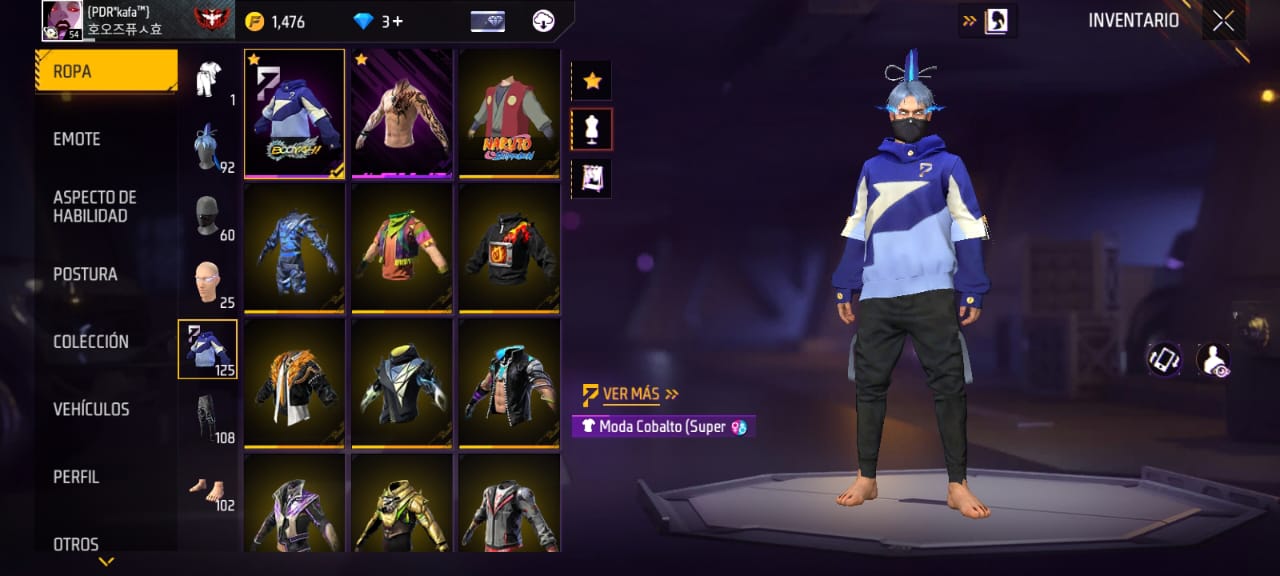 (PDR"kafa™)
호오즈퓨ㅅ효
54
1,476
3+
INVENTARIO
ROPA
EMOTE
ASPECTO DE
HABILIDAD
POSTURA
COLECCIÓN
VEHÍCULOS
PERFIL
OTROS
1
92
60
25
125
108
102
BOOYAH!
NARUTO
VER MÁS
Moda Cobalto (Super